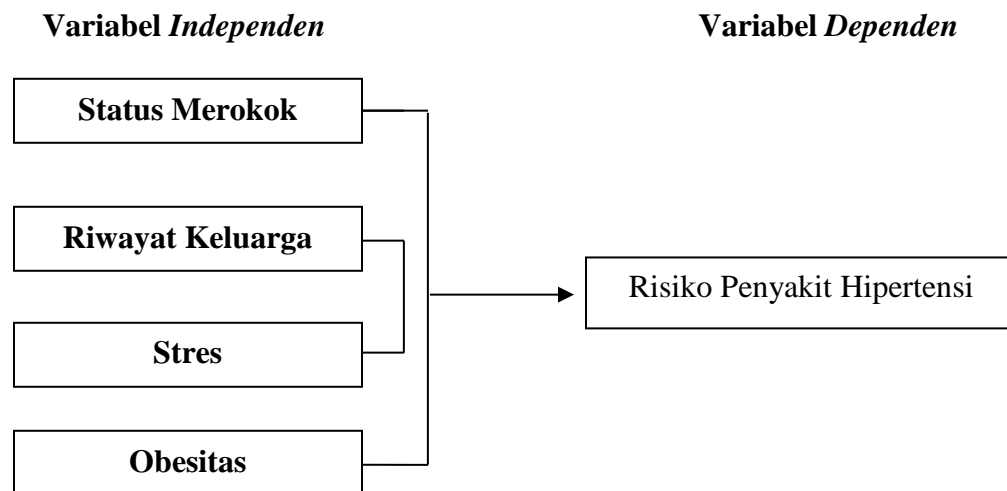 Variabel Independen
Variabel Dependen
Status Merokok
Riwayat Keluarga
Risiko Penyakit Hipertensi
Stres
Obesitas